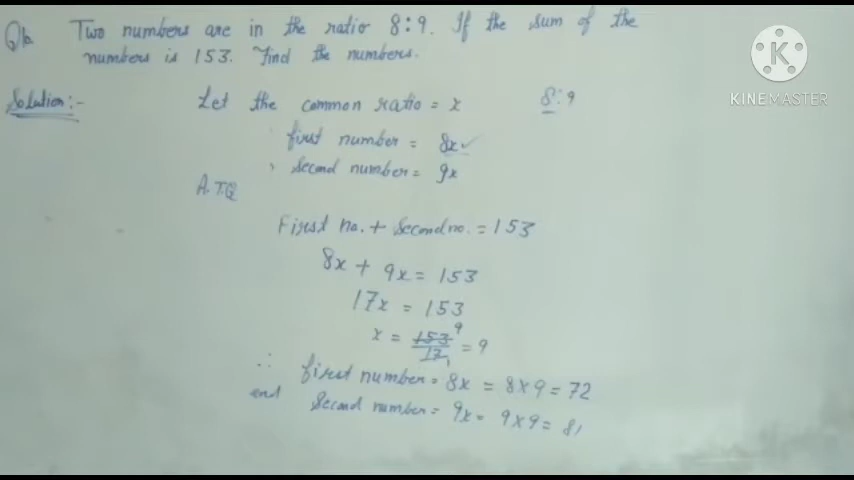 Q16. Two numbers are in the ratio 8:9. If the sum of the
numbers is 153. Find the numbers.
Solution:- Let the common ratio = x 8:9
first number = 8x ✓
second number = 9x
A.T.Q
First no. + Second no. = 153
8x + 9x = 153
17x = 153
x = 153/17 = 9
9
1
∴ first number = 8x = 8×9 = 72
and second number = 9x = 9×9 = 81
K
KINEMASTER